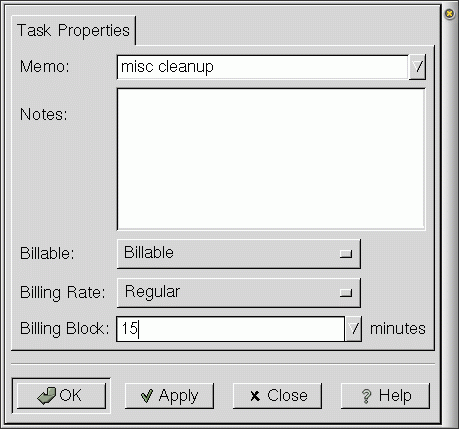 Task Properties
Memo: misc cleanup
Notes:
Billable: Billable
Billing Rate: Regular
Billing Block: 15 minutes
OK Apply Close Help